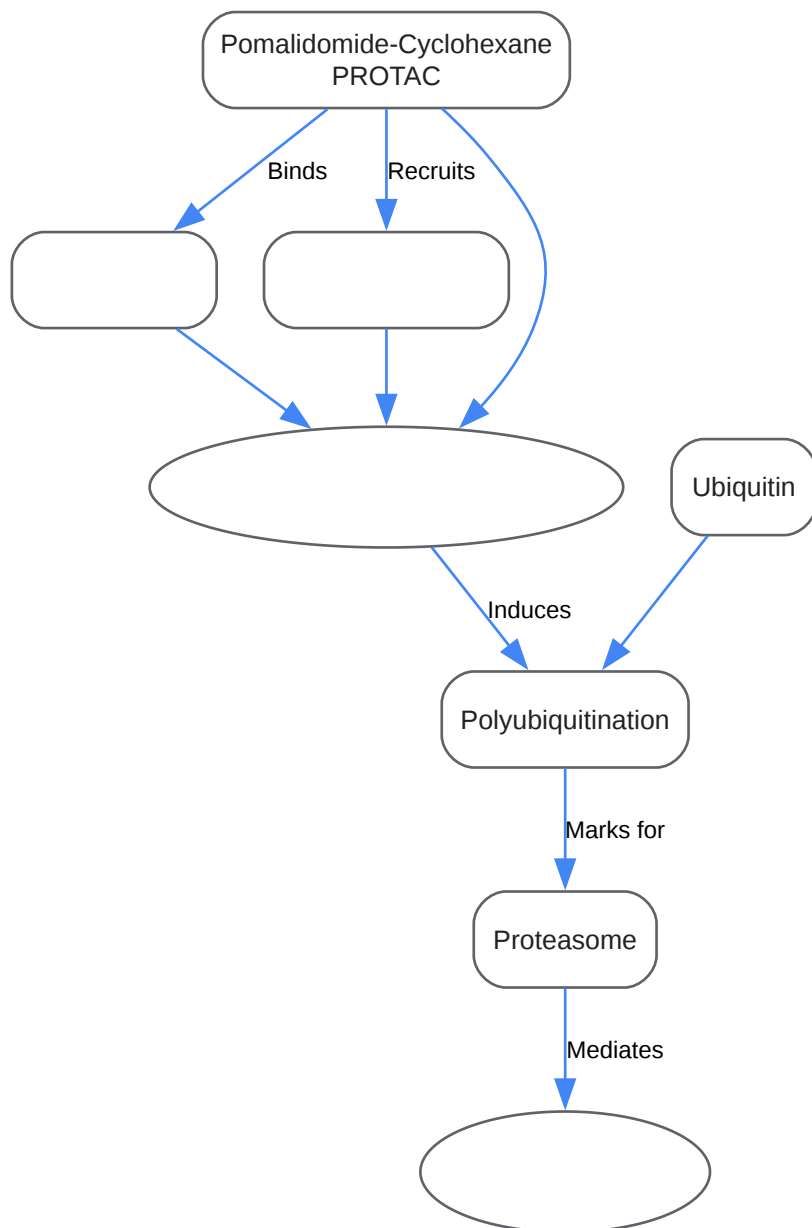 Pomalidomide-Cyclohexane
PROTAC
Binds
Recruits
Ubiquitin
Induces
Polyubiquitination
Marks for
Proteasome
Mediates